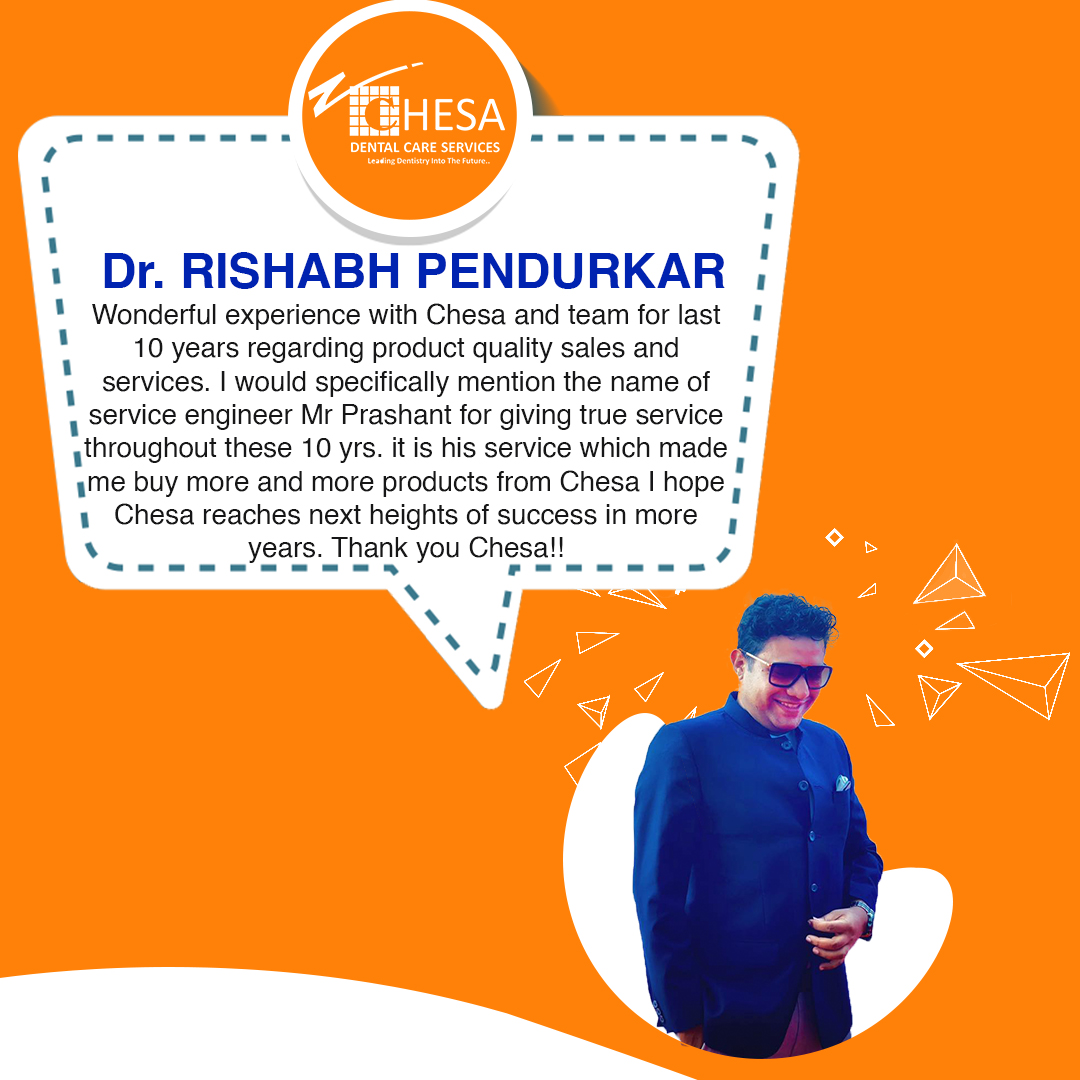 CHESA
DENTAL CARE SERVICES
Leading Dentistry Into The Future..
Dr. RISHABH PENDURKAR
Wonderful experience with Chesa and team for last
10 years regarding product quality sales and
services. I would specifically mention the name of
service engineer Mr Prashant for giving true service
throughout these 10 yrs. it is his service which made
me buy more and more products from Chesa I hope
Chesa reaches next heights of success in more
years. Thank you Chesa!!